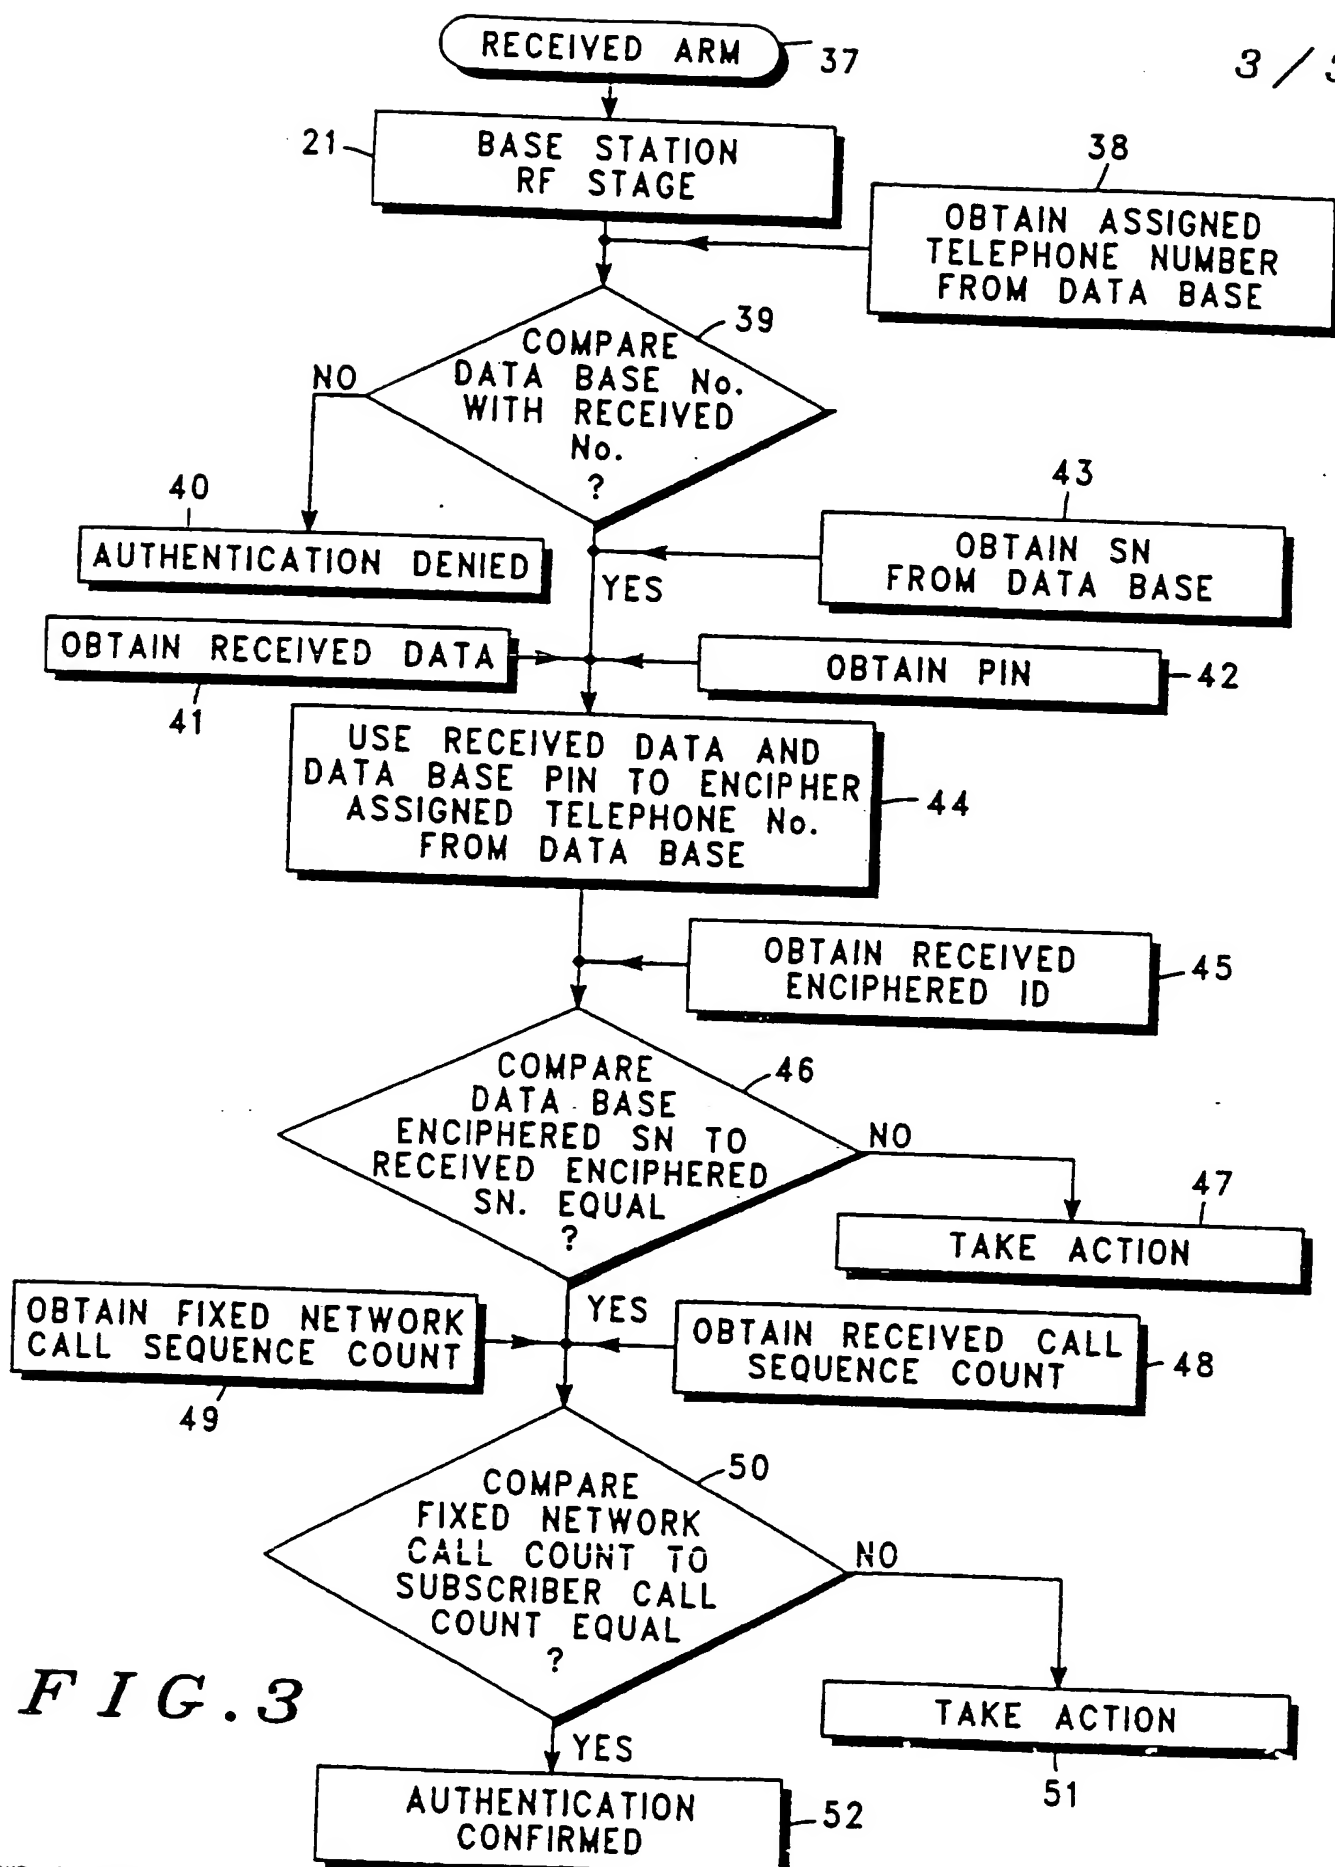 RECEIVED ARM
37
3/
21
BASE STATION
RF STAGE
38
OBTAIN ASSIGNED
TELEPHONE NUMBER
FROM DATA BASE
39
COMPARE
DATA BASE No.
WITH RECEIVED
No.
?
NO
40
AUTHENTICATION DENIED
43
OBTAIN SN
FROM DATA BASE
YES
OBTAIN RECEIVED DATA
41
OBTAIN PIN
42
USE RECEIVED DATA AND
DATA BASE PIN TO ENCIPHER
ASSIGNED TELEPHONE No.
FROM DATA BASE
44
OBTAIN RECEIVED
ENCIPHERED ID
45
COMPARE
DATA BASE
ENCIPHERED SN TO
RECEIVED ENCIPHERED
SN. EQUAL
?
46
NO
47
TAKE ACTION
YES
OBTAIN FIXED NETWORK
CALL SEQUENCE COUNT
49
OBTAIN RECEIVED CALL
SEQUENCE COUNT
48
COMPARE
FIXED NETWORK
CALL COUNT TO
SUBSCRIBER CALL
COUNT EQUAL
?
50
NO
TAKE ACTION
51
FIG.3
YES
AUTHENTICATION
CONFIRMED
52